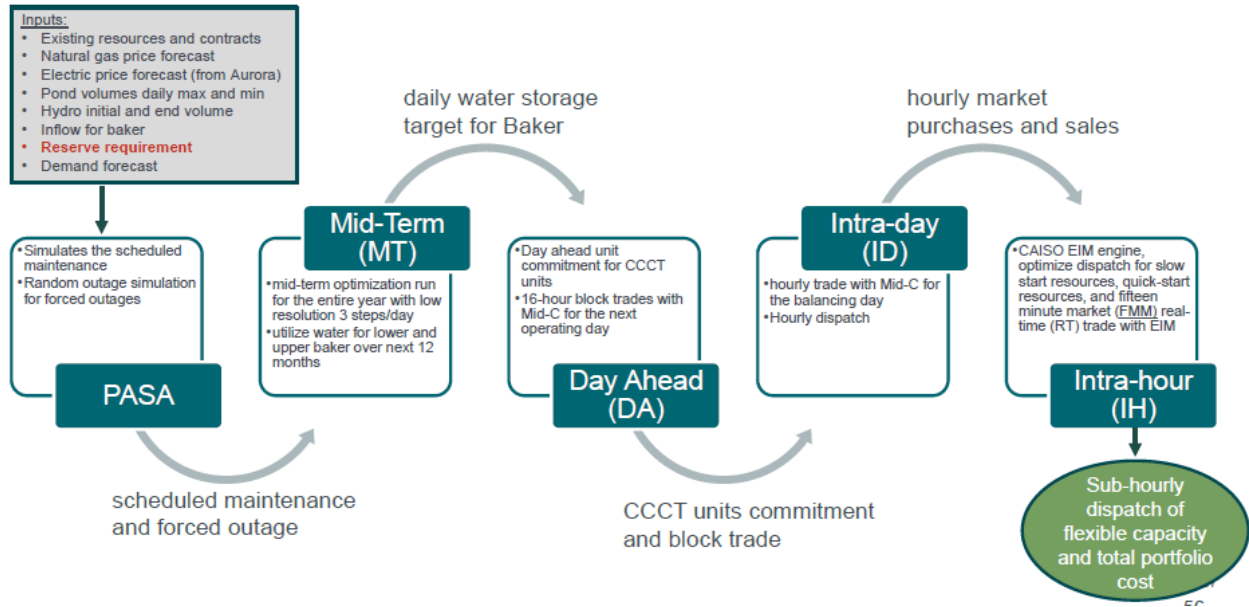 Inputs:
• Existing resources and contracts
• Natural gas price forecast
• Electric price forecast (from Aurora)
• Pond volumes daily max and min
• Hydro initial and end volume
• Inflow for baker
• Reserve requirement
• Demand forecast
daily water storage
target for Baker
hourly market
purchases and sales
•Simulates the scheduled
maintenance
•Random outage simulation
for forced outages
PASA
Mid-Term
(MT)
•mid-term optimization run
for the entire year with low
resolution 3 steps/day
•utilize water for lower and
upper baker over next 12
months
•Day ahead unit
commitment for CCCT
units
•16-hour block trades with
Mid-C for the next
operating day
Day Ahead
(DA)
Intra-day
(ID)
•hourly trade with Mid-C for
the balancing day
•Hourly dispatch
•CAISO EIM engine,
optimize dispatch for slow
start resources, quick-start
resources, and fifteen
minute market (FMM) real-
time (RT) trade with EIM
Intra-hour
(IH)
scheduled maintenance
and forced outage
CCCT units commitment
and block trade
Sub-hourly
dispatch of
flexible capacity
and total portfolio
cost